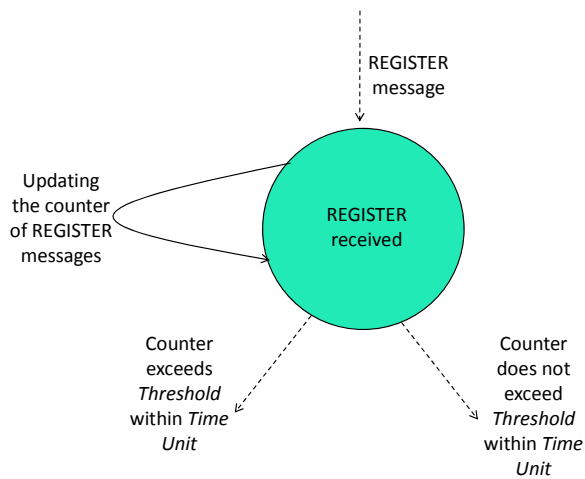 REGISTER
message
Updating
the counter
of REGISTER
messages
REGISTER
received
Counter
exceeds
Threshold
within Time
Unit
Counter
does not
exceed
Threshold
within Time
Unit